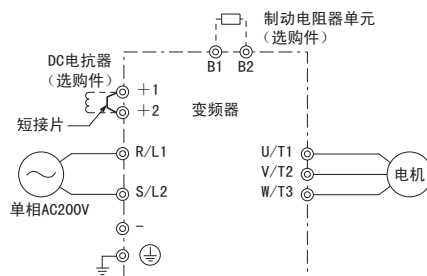 制动电阻器单元
（选购件）
DC电抗器
（选购件）
B1 B2
＋1
＋2
变频器
短接片
R/L1
S/L2
U/T1
V/T2
W/T3
电机
单相AC200V
−